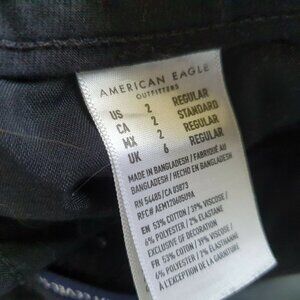 AMERICAN EAGLE
OUTFITTERS
US 2 REGULAR
CA 2 STANDARD
MX 2 REGULAR
UK 6 REGULAR
MADE IN BANGLADESH / FABRIQUÉ AU
BANGLADESH / HECHO EN BANGLADESH
RN 54485 / CA 03873
EN 53% COTTON / 39% VISCOSE /
6% POLYESTER / 2% ELASTANE
EXCLUSIVE OF DECORATION
FR 53% COTON / 39% VISCOSE /
6% POLYESTER / 2% ÉLASTHANNE
À L'EXCEPTION DE LA GARNITURE